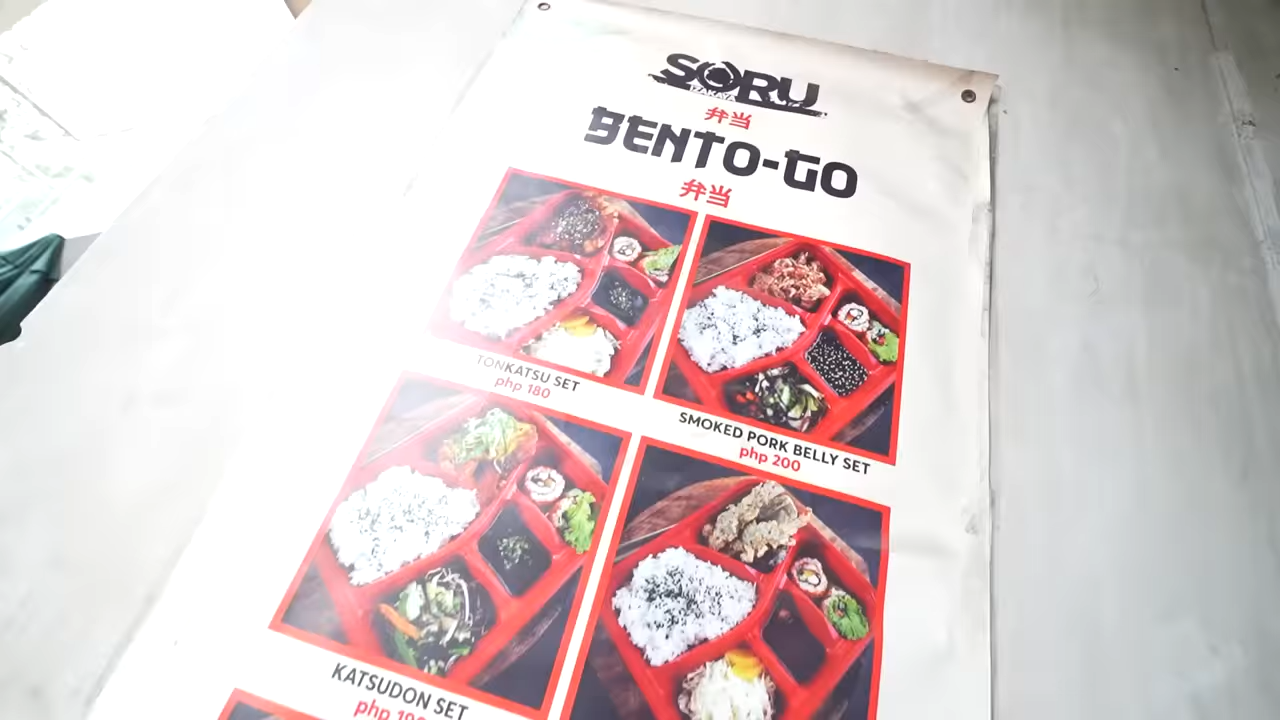 SORU
IZAKAYA
弁当
BENTO-GO
弁当
TONKATSU SET
php 180
SMOKED PORK BELLY SET
php 200
KATSUDON SET
php